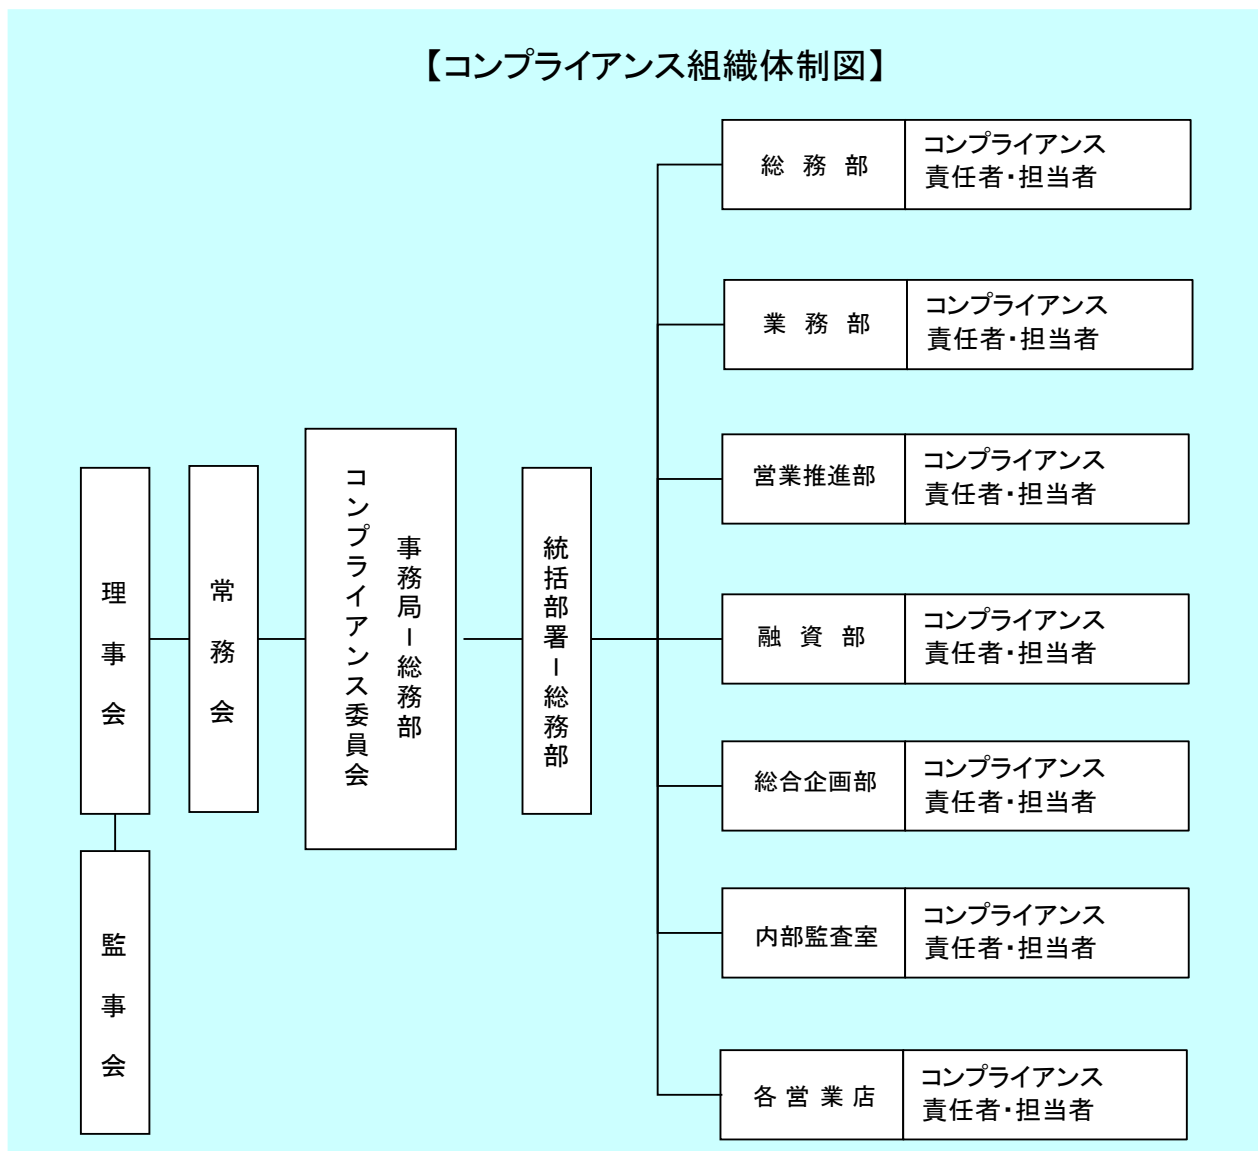 【コンプライアンス組織体制図】
総務部
コンプライアンス
責任者・担当者
業務部
コンプライアンス
責任者・担当者
営業推進部
コンプライアンス
責任者・担当者
融資部
コンプライアンス
責任者・担当者
総合企画部
コンプライアンス
責任者・担当者
内部監査室
コンプライアンス
責任者・担当者
各営業店
コンプライアンス
責任者・担当者
理事会
常務会
コンプライアンス委員会
事務局ー総務部
統括部署ー総務部
監事会